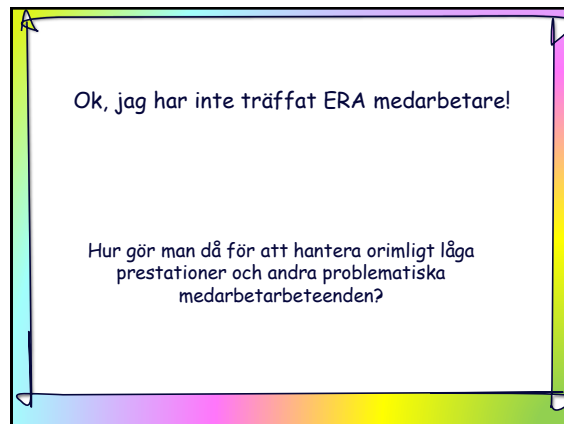 Ok, jag har inte träffat ERA medarbetare!
Hur gör man då för att hantera orimligt låga
prestationer och andra problematiska
medarbetarbeteenden?